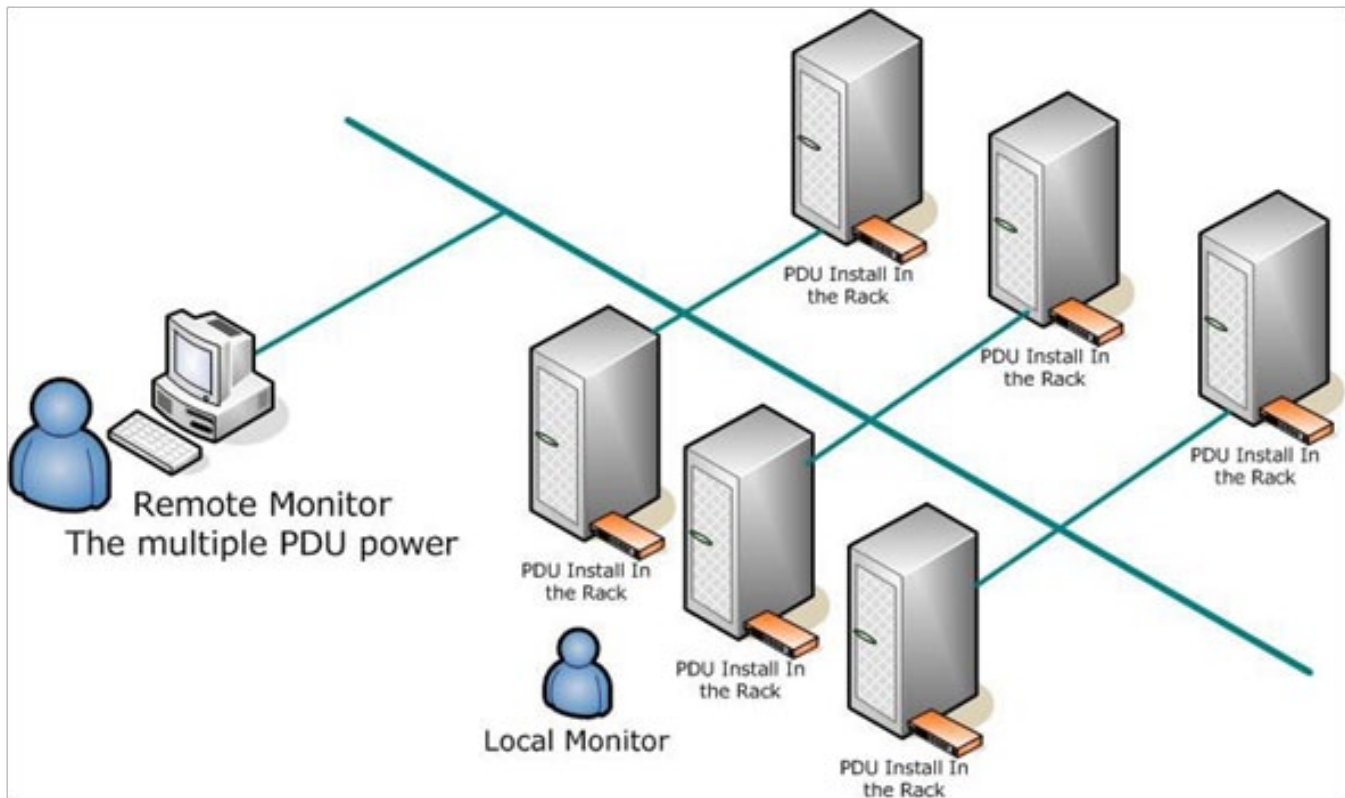 PDU Install In
the Rack
PDU Install In
the Rack
PDU Install In
the Rack
Remote Monitor
The multiple PDU power
PDU Install In
the Rack
PDU Install In
the Rack
PDU Install In
the Rack
Local Monitor